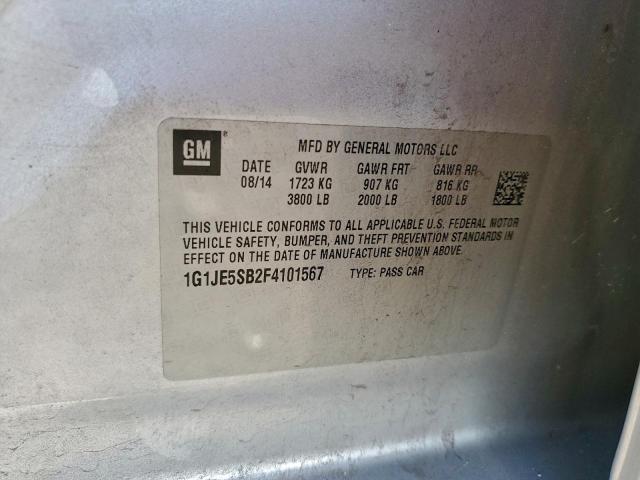 GM ®
MFD BY GENERAL MOTORS LLC
DATE GVWR GAWR FRT GAWR RR
08/14 1723 KG 907 KG 816 KG
3800 LB 2000 LB 1800 LB
THIS VEHICLE CONFORMS TO ALL APPLICABLE U.S. FEDERAL MOTOR
VEHICLE SAFETY, BUMPER, AND THEFT PREVENTION STANDARDS IN
EFFECT ON THE DATE OF MANUFACTURE SHOWN ABOVE.
1G1JE5SB2F4101567 TYPE: PASS CAR